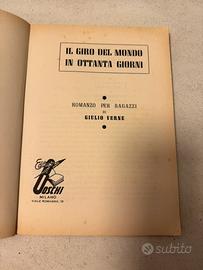 IL GIRO DEL MONDO
IN OTTANTA GIORNI
ROMANZO PER RAGAZZI
DI
GIULIO VERNE
BOSCHI
MILANO
subito